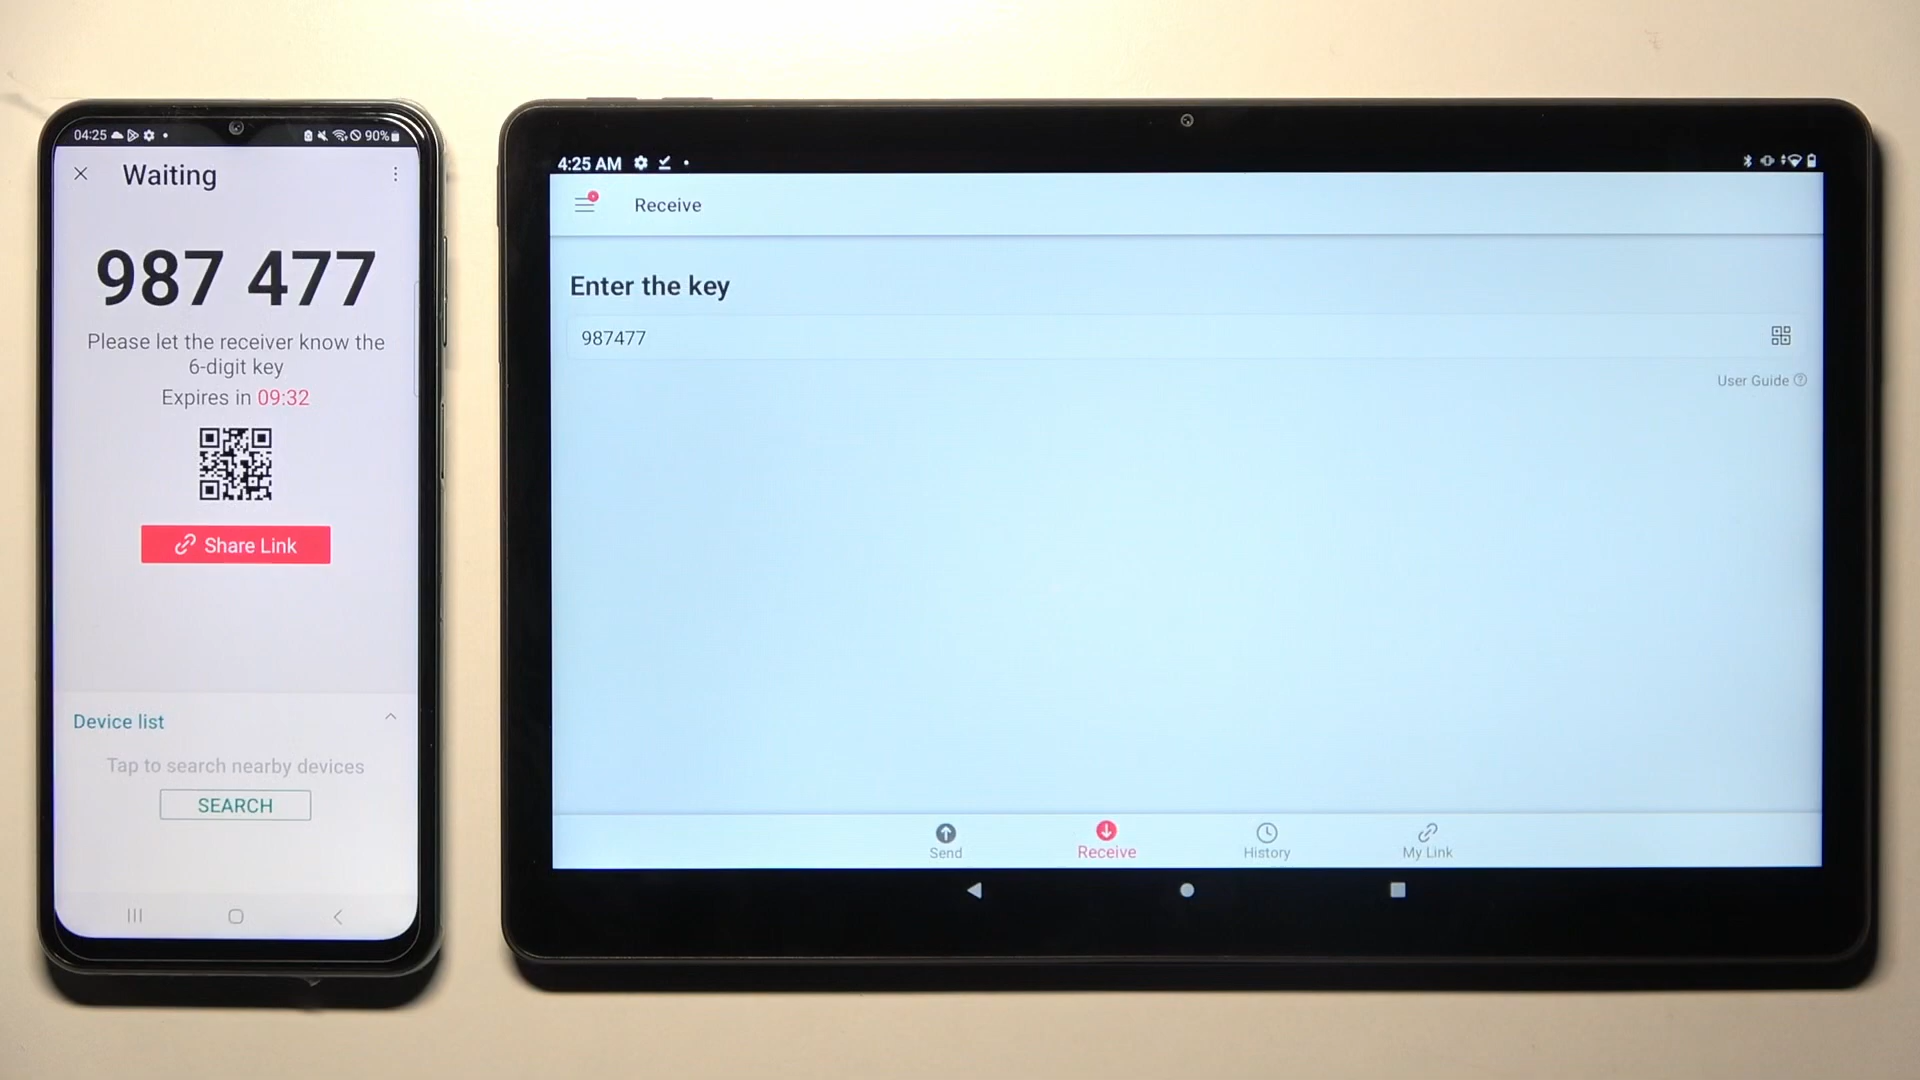 04:25
90%
Waiting
987 477
Please let the receiver know the
6-digit key
Expires in 09:32
Share Link
Device list
Tap to search nearby devices
SEARCH
4:25 AM
Receive
Enter the key
987477
User Guide
Send
Receive
History
My Link